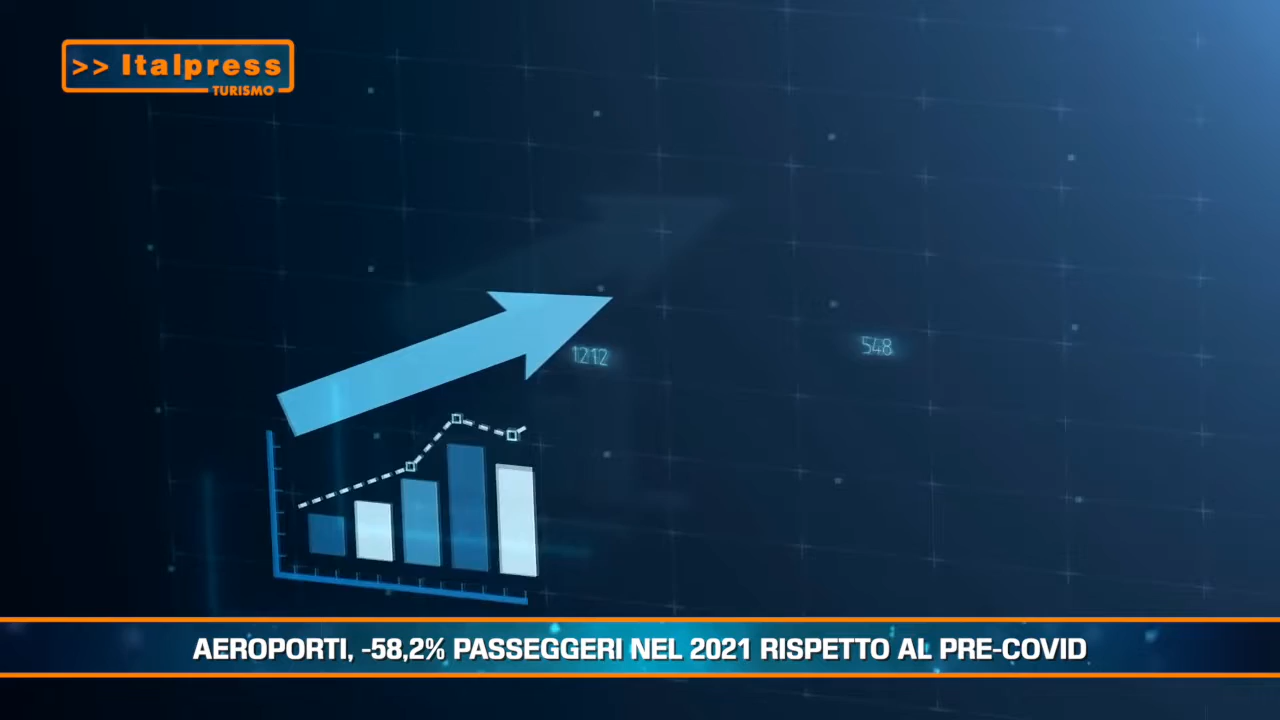 >> Italpress
TURISMO
1212
548
AEROPORTI, -58,2% PASSEGGERI NEL 2021 RISPETTO AL PRE-COVID